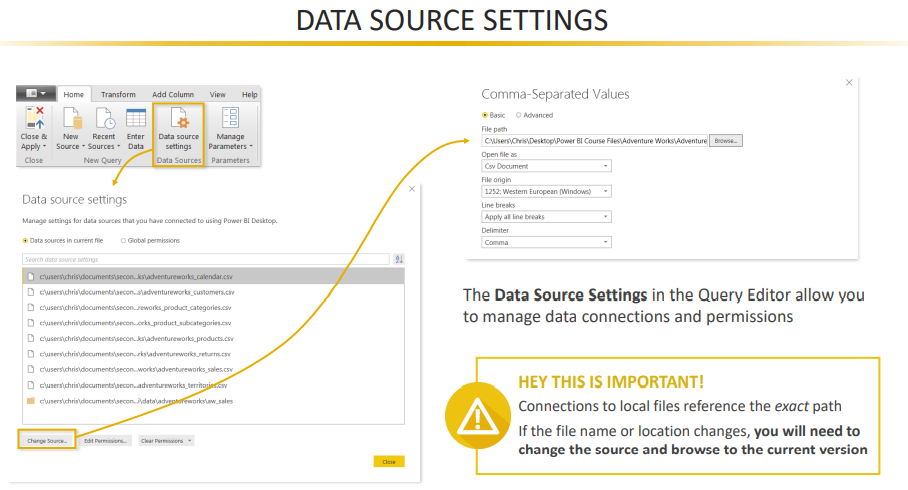 DATA SOURCE SETTINGS
Home Transform Add Column View Help
Close & Apply
New Source
Recent Sources
Enter Data
Data source settings
Manage Parameters
Close New Query Data Sources Parameters
Data source settings
Manage settings for data sources that you have connected to using Power BI Desktop.
Data sources in current file Global permissions
Search data source settings
c:\users\chris\documents\secon...ks\adventureworks_calendar.csv
c:\users\chris\documents\secon...s\adventureworks_customers.csv
c:\users\chris\documents\secon...reworks_product_categories.csv
c:\users\chris\documents\secon...orks_product_subcategories.csv
c:\users\chris\documents\secon...ks\adventureworks_products.csv
c:\users\chris\documents\secon...rks\adventureworks_returns.csv
c:\users\chris\documents\secon...works\adventureworks_sales.csv
c:\users\chris\documents\secon...adventureworks_territories.csv
c:\users\chris\documents\secon...l\data\adventureworks\aw_sales
Change Source... Edit Permissions... Clear Permissions
Close
Comma-Separated Values
Basic Advanced
File path
C:\Users\Chris\Desktop\Power BI Course Files\Adventure Works\Adventure Browse...
Open file as
Csv Document
File origin
1252: Western European (Windows)
Line breaks
Apply all line breaks
Delimiter
Comma
The Data Source Settings in the Query Editor allow you
to manage data connections and permissions
HEY THIS IS IMPORTANT!
Connections to local files reference the exact path
If the file name or location changes, you will need to
change the source and browse to the current version